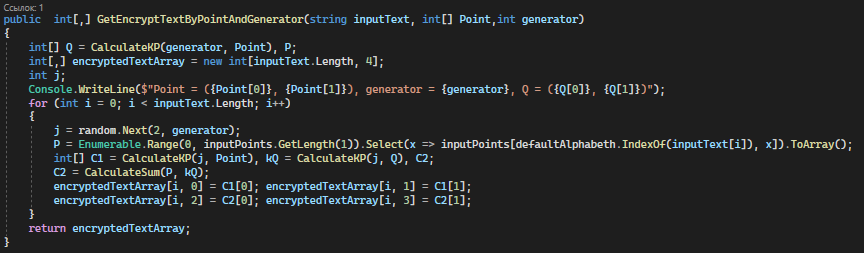 Ссылок: 1
public  int[,] GetEncryptTextByPointAndGenerator(string inputText, int[] Point,int generator)
{
    int[] Q = CalculateKP(generator, Point), P;
    int[,] encryptedTextArray = new int[inputText.Length, 4];
    int j;
    Console.WriteLine($"Point = ({Point[0]}, {Point[1]}), generator = {generator}, Q = ({Q[0]}, {Q[1]})");
    for (int i = 0; i < inputText.Length; i++)
    {
        j = random.Next(2, generator);
        P = Enumerable.Range(0, inputPoints.GetLength(1)).Select(x => inputPoints[defaultAlphabeth.IndexOf(inputText[i]), x]).ToArray();
        int[] C1 = CalculateKP(j, Point), kQ = CalculateKP(j, Q), C2;
        C2 = CalculateSum(P, kQ);
        encryptedTextArray[i, 0] = C1[0]; encryptedTextArray[i, 1] = C1[1];
        encryptedTextArray[i, 2] = C2[0]; encryptedTextArray[i, 3] = C2[1];
    }
    return encryptedTextArray;
}